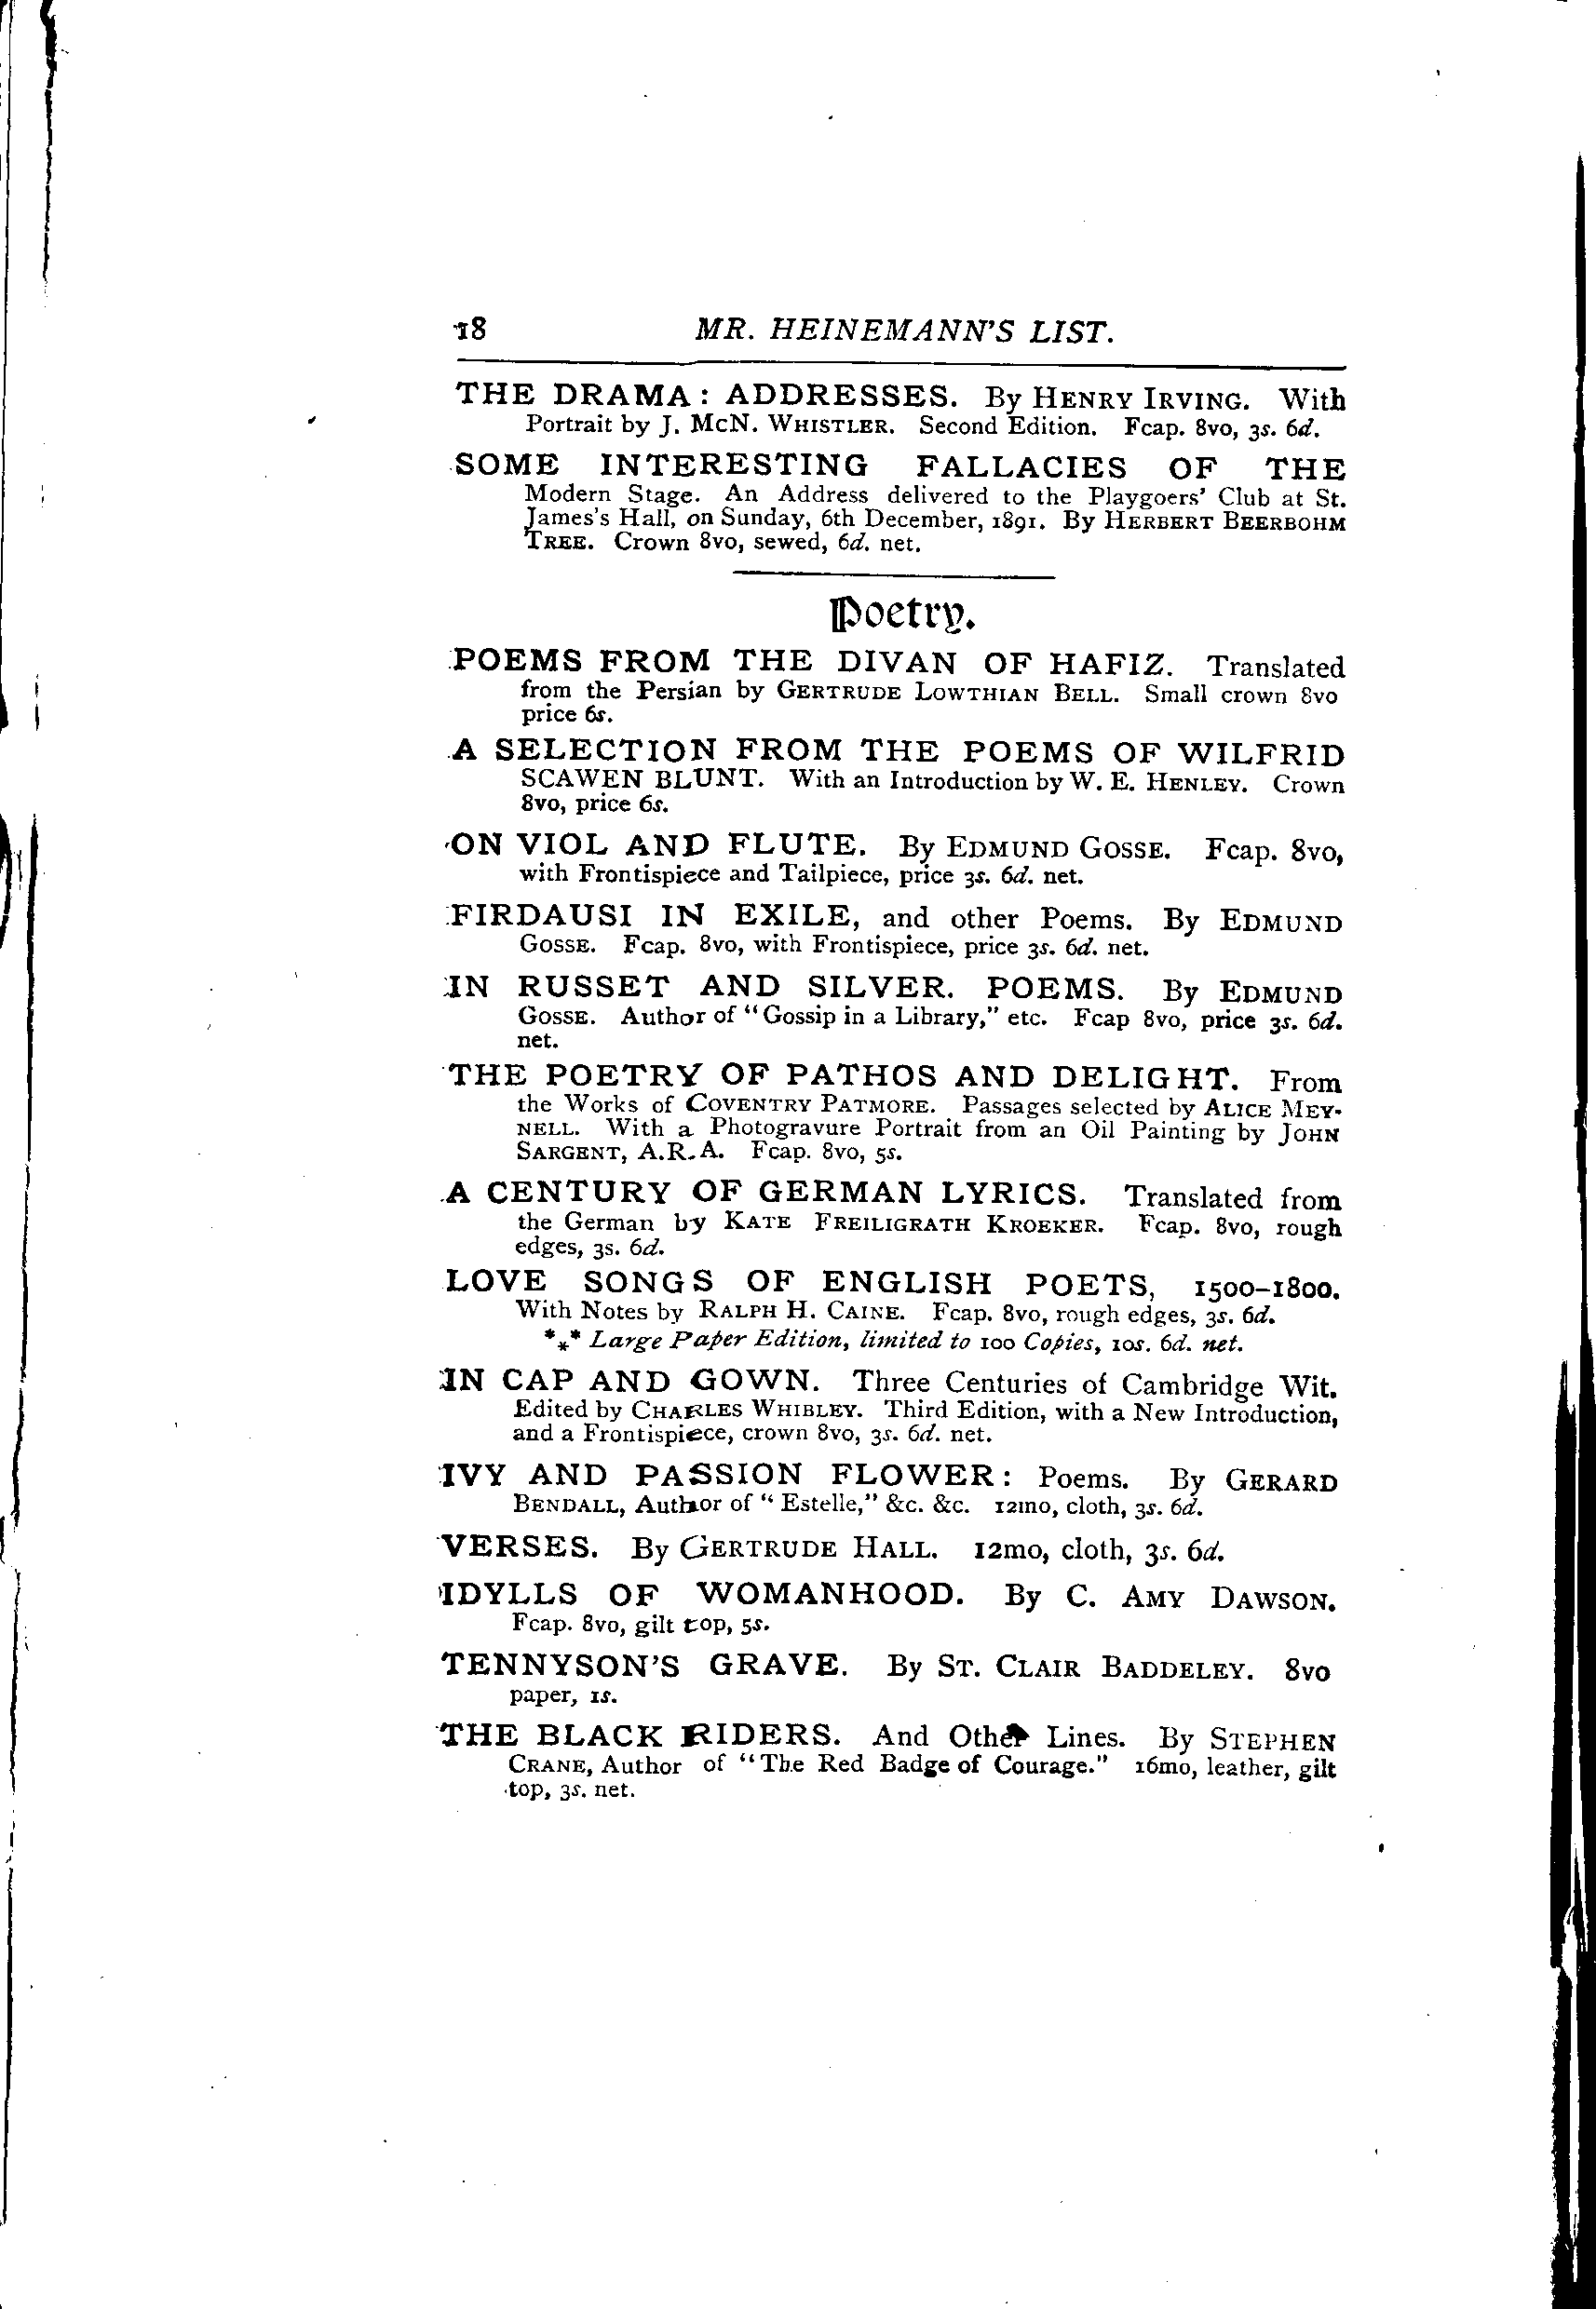 18 MR. HEINEMANN'S LIST.
THE DRAMA: ADDRESSES. By HENRY IRVING. With
Portrait by J. McN. WHISTLER. Second Edition. Fcap. 8vo, 3s. 6d.
SOME INTERESTING FALLACIES OF THE
Modern Stage. An Address delivered to the Playgoers' Club at St.
James's Hall, on Sunday, 6th December, 1891. By HERBERT BEERBOHM
TREE. Crown 8vo, sewed, 6d. net.
Poetry.
POEMS FROM THE DIVAN OF HAFIZ. Translated
from the Persian by GERTRUDE LOWTHIAN BELL. Small crown 8vo
price 6s.
A SELECTION FROM THE POEMS OF WILFRID
SCAWEN BLUNT. With an Introduction by W. E. HENLEY. Crown
8vo, price 6s.
ON VIOL AND FLUTE. By EDMUND GOSSE. Fcap. 8vo,
with Frontispiece and Tailpiece, price 3s. 6d. net.
FIRDAUSI IN EXILE, and other Poems. By EDMUND
GOSSE. Fcap. 8vo, with Frontispiece, price 3s. 6d. net.
IN RUSSET AND SILVER. POEMS. By EDMUND
GOSSE. Author of "Gossip in a Library," etc. Fcap 8vo, price 3s. 6d.
net.
THE POETRY OF PATHOS AND DELIGHT. From
the Works of COVENTRY PATMORE. Passages selected by ALICE MEY-
NELL. With a Photogravure Portrait from an Oil Painting by JOHN
SARGENT, A.R.A. Fcap. 8vo, 5s.
A CENTURY OF GERMAN LYRICS. Translated from
the German by KATE FREILIGRATH KROEKER. Fcap. 8vo, rough
edges, 3s. 6d.
LOVE SONGS OF ENGLISH POETS, 1500-1800.
With Notes by RALPH H. CAINE. Fcap. 8vo, rough edges, 3s. 6d.
*** Large Paper Edition, limited to 100 Copies, 10s. 6d. net.
IN CAP AND GOWN. Three Centuries of Cambridge Wit.
Edited by CHARLES WHIBLEY. Third Edition, with a New Introduction,
and a Frontispiece, crown 8vo, 3s. 6d. net.
IVY AND PASSION FLOWER: Poems. By GERARD
BENDALL, Author of "Estelle," &c. &c. 12mo, cloth, 3s. 6d.
VERSES. By GERTRUDE HALL. 12mo, cloth, 3s. 6d.
IDYLLS OF WOMANHOOD. By C. AMY DAWSON.
Fcap. 8vo, gilt top, 5s.
TENNYSON'S GRAVE. By ST. CLAIR BADDELEY. 8vo
paper, 1s.
THE BLACK RIDERS. And Other Lines. By STEPHEN
CRANE, Author of "The Red Badge of Courage." 16mo, leather, gilt
top, 3s. net.